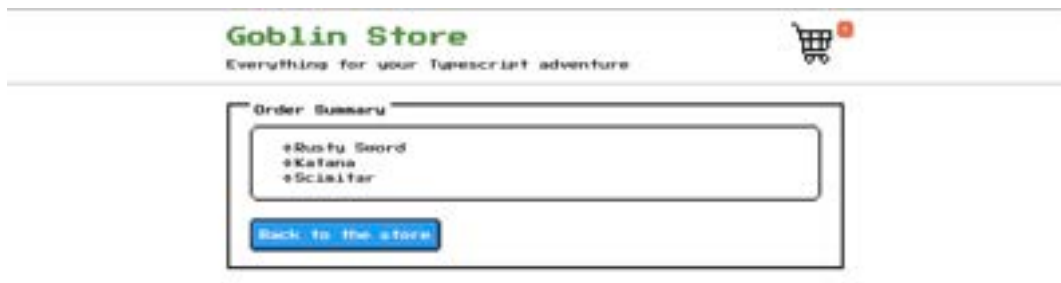 Goblin Store
Everything for your Typescript adventure
Order Summary
Rusty Sword
Katana
Scimitar
Back to the store